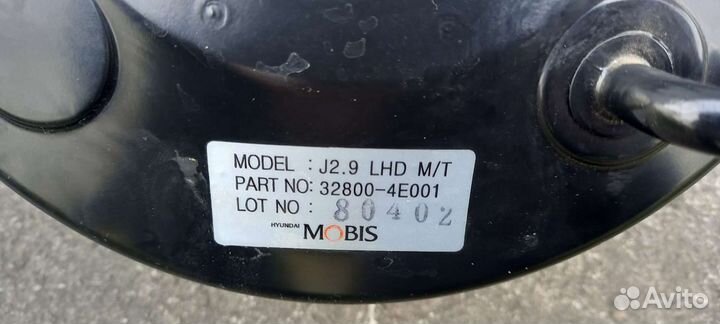 MODEL : J2.9 LHD M/T
PART NO: 32800-4E001
LOT NO : 80402
HYUNDAI MOBIS
Avito